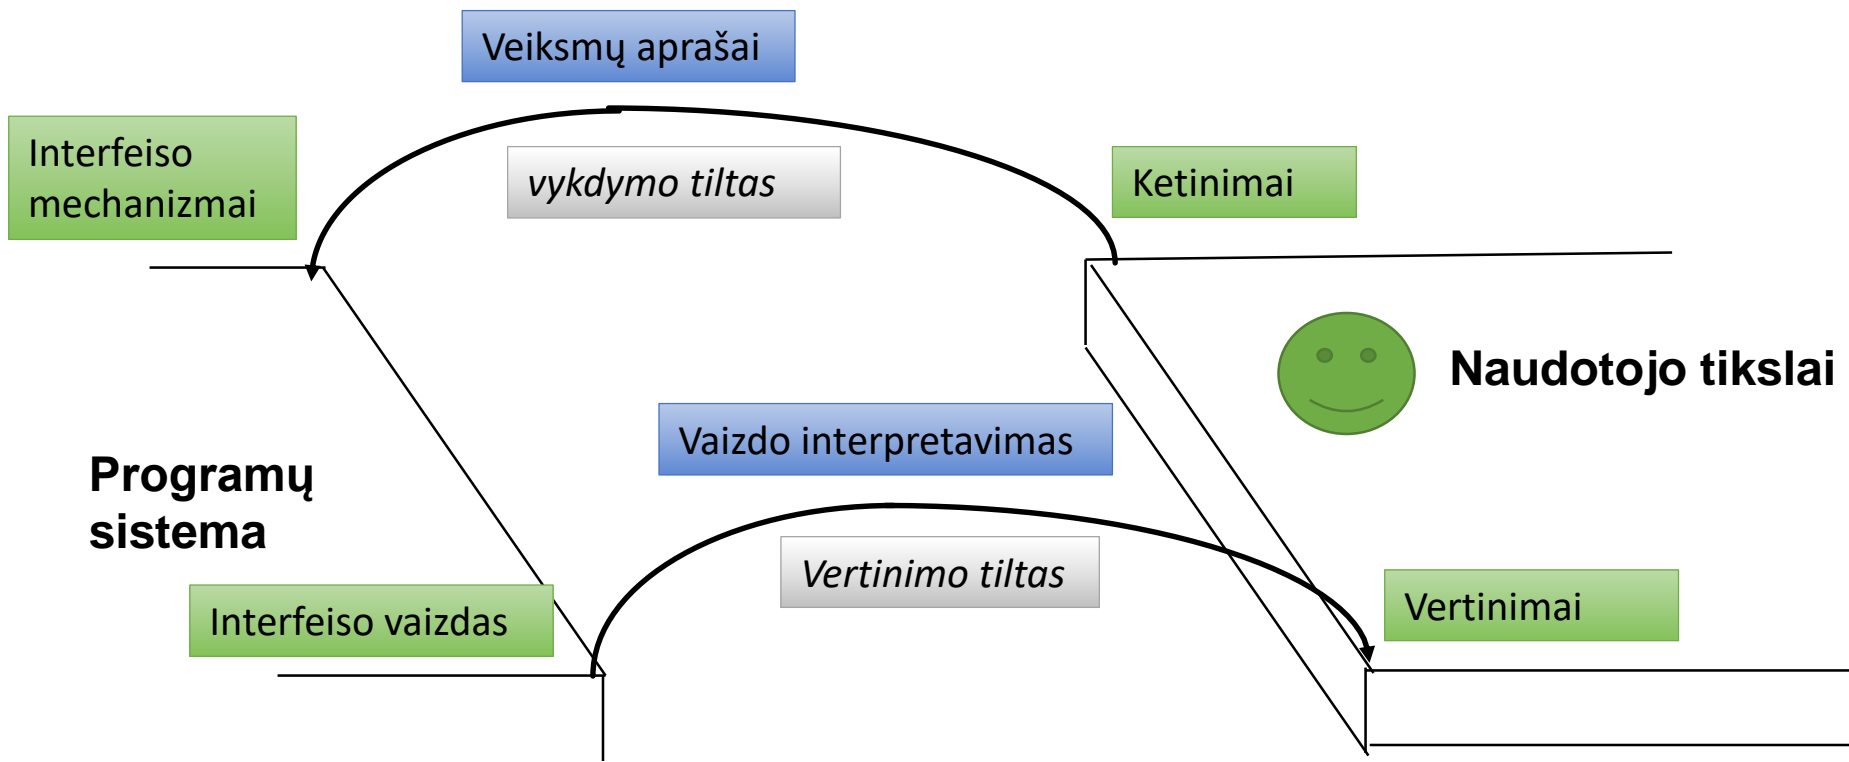 Veiksmų aprašai
Interfeiso
mechanizmai
vykdymo tiltas
Ketinimai
Naudotojo tikslai
Vaizdo interpretavimas
Programų
sistema
Vertinimo tiltas
Interfeiso vaizdas
Vertinimai